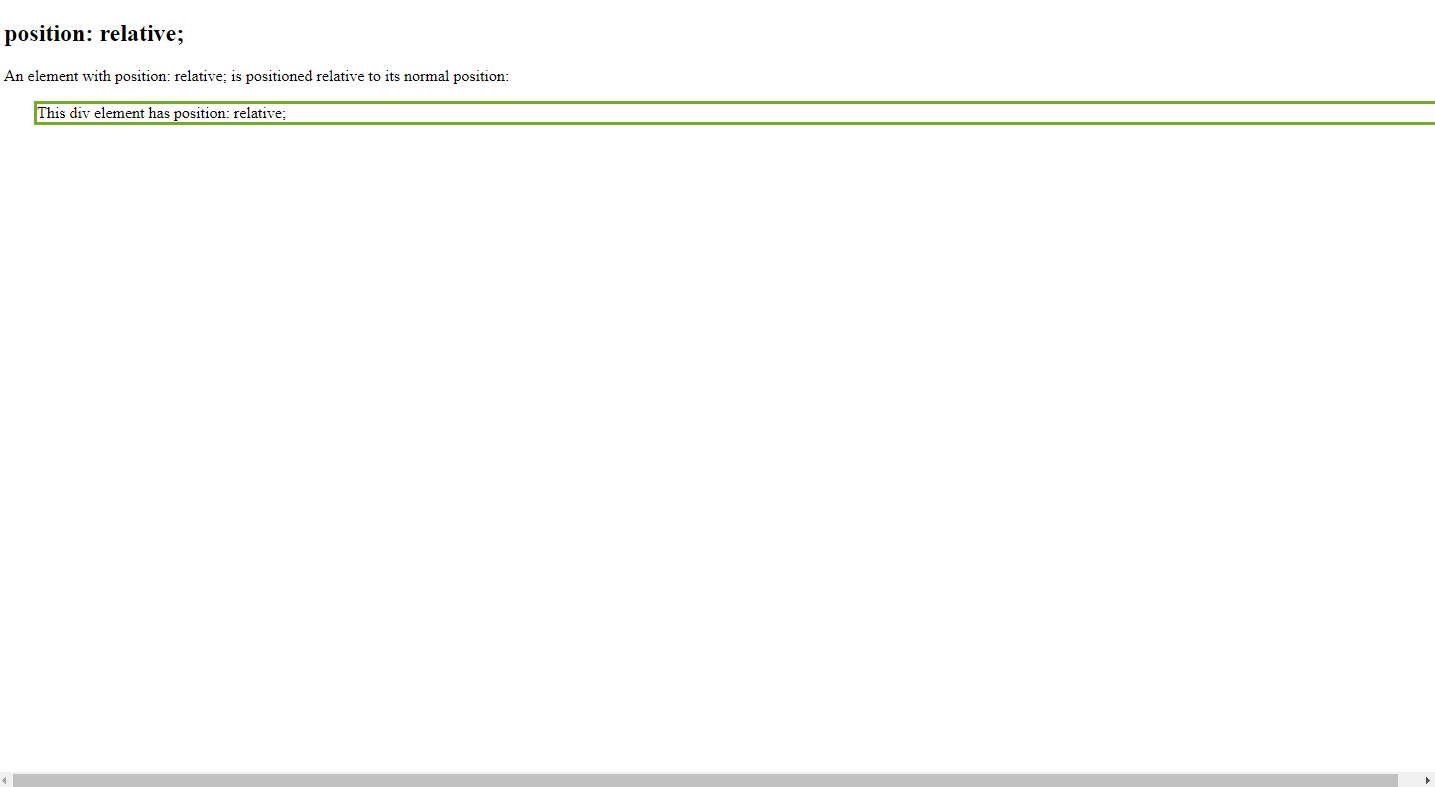 position: relative;
An element with position: relative; is positioned relative to its normal position:
This div element has position: relative;